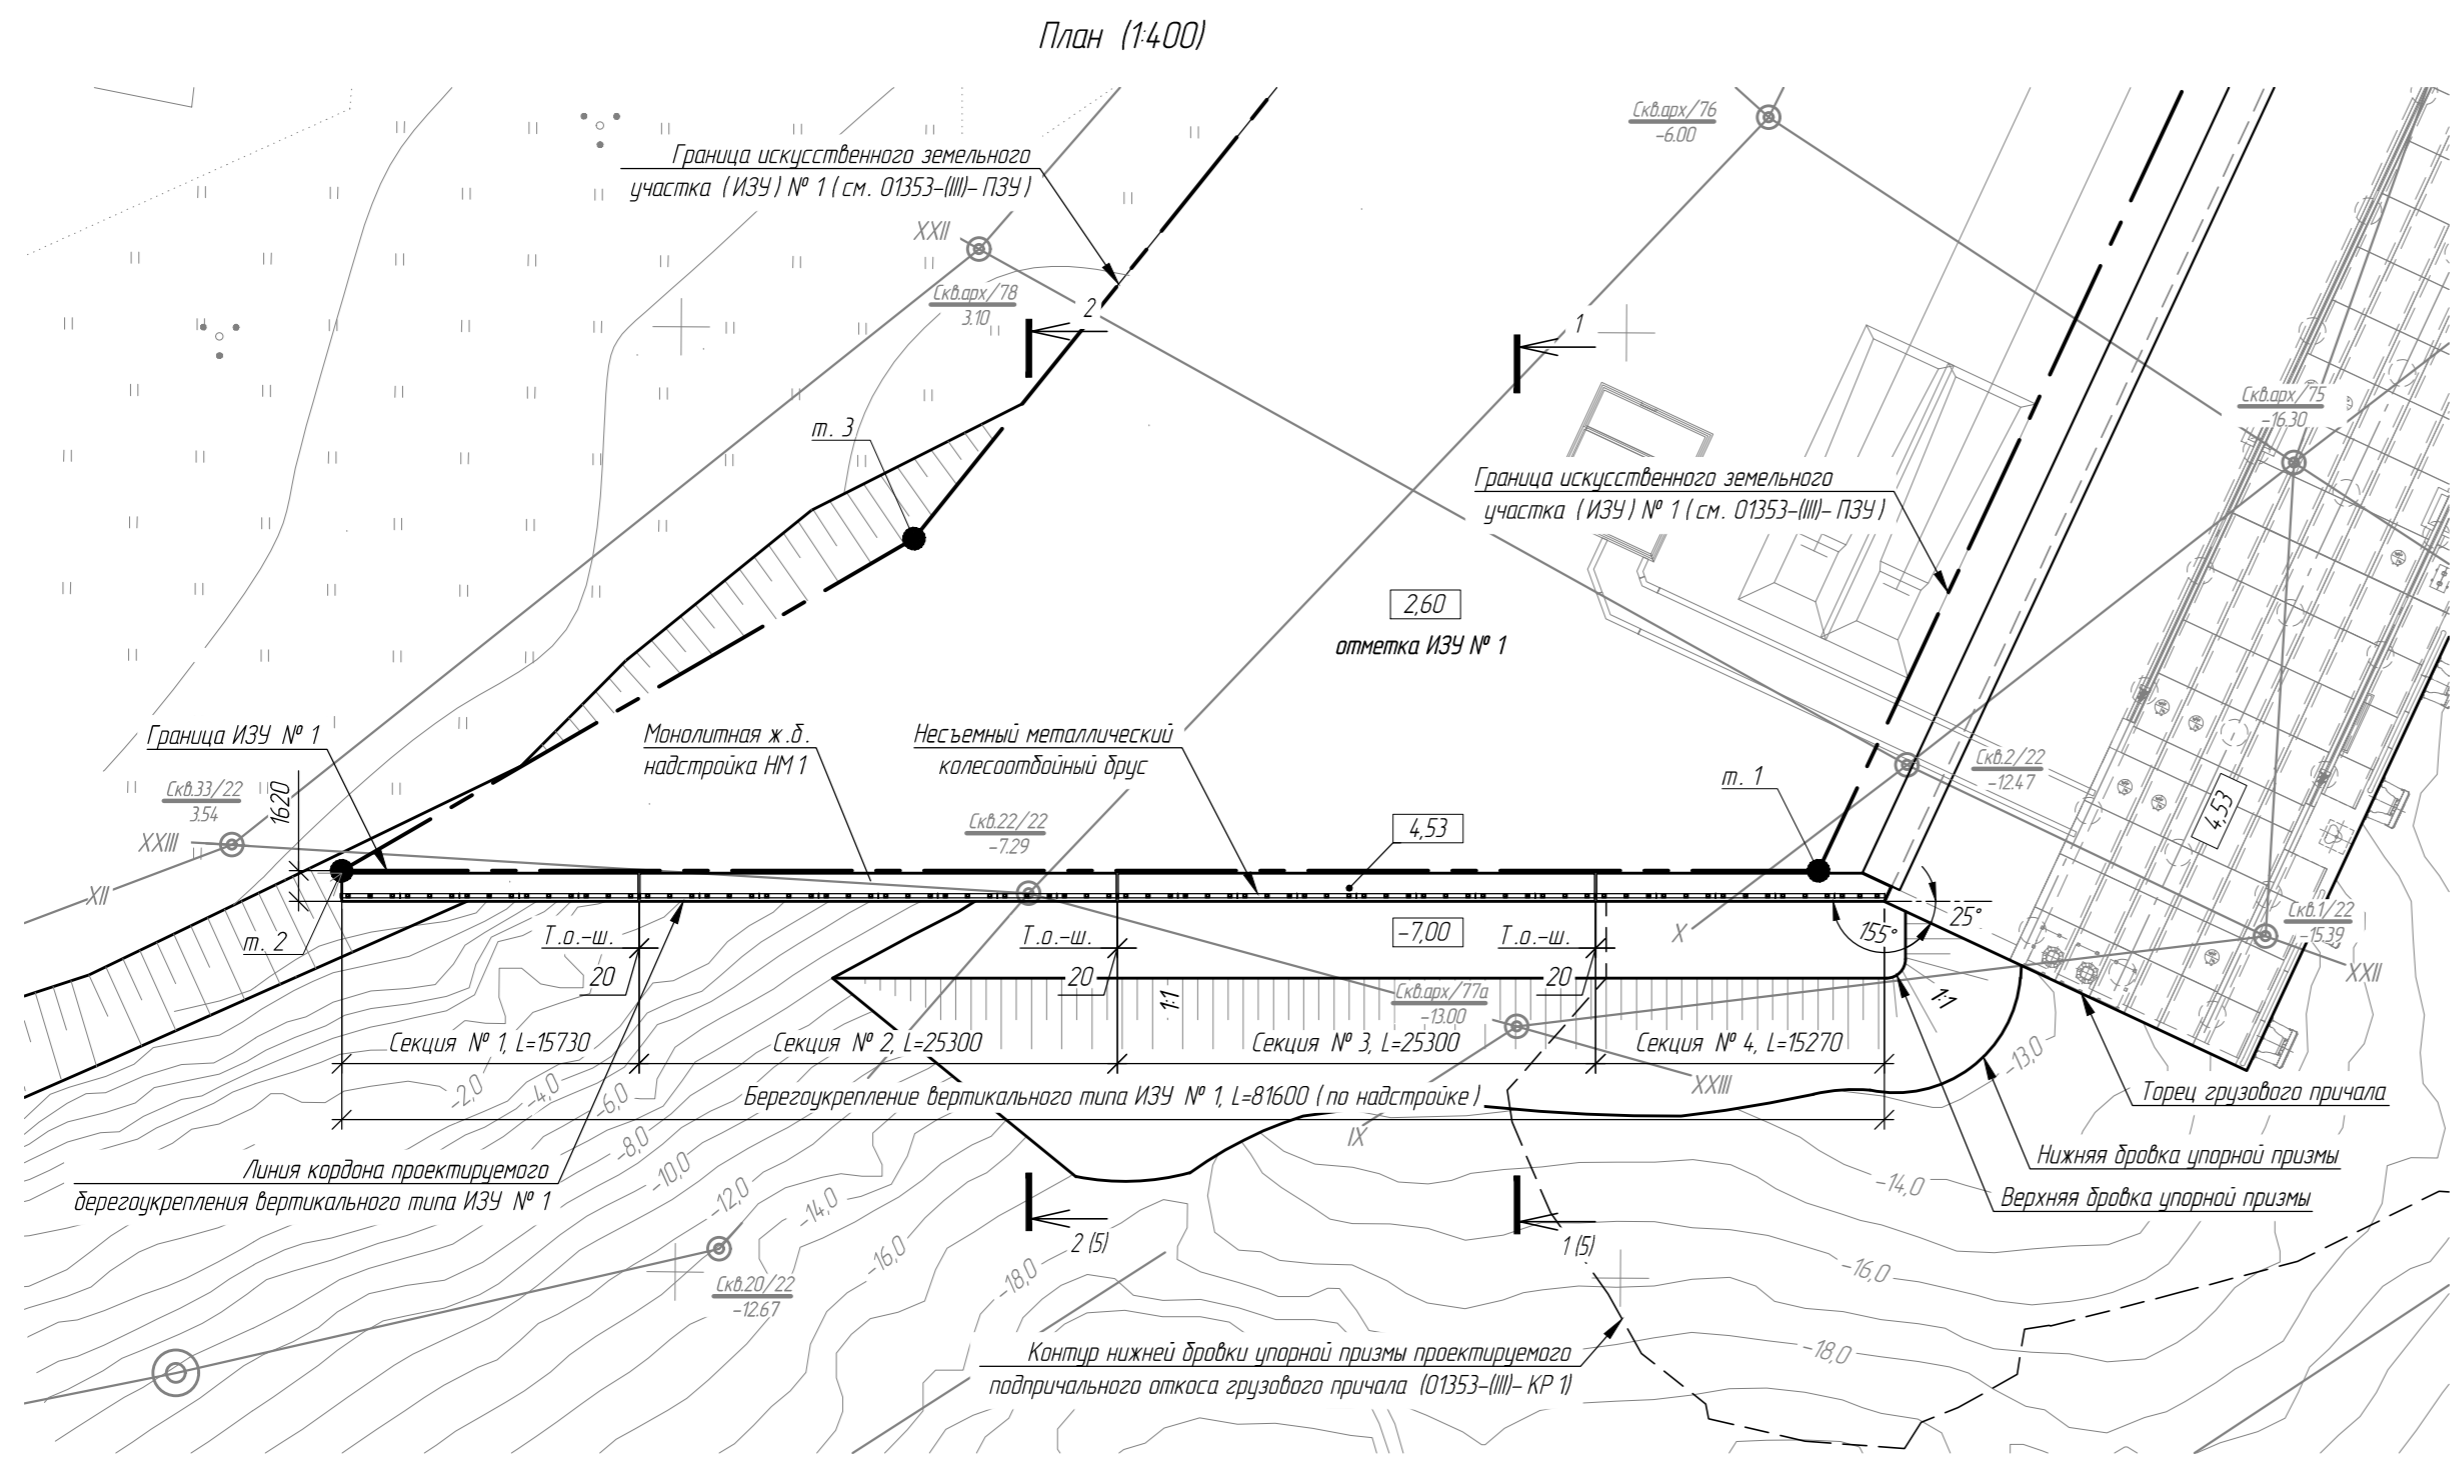 План (1:400)
Скв.арх/76
-6.00
Граница искусственного земельного
участка (ИЗУ) № 1 (см. 01353-(III)- ПЗУ)
XXII
Скв.арх/78
3.10
2
1
Скв.арх/75
-16.30
т. 3
Граница искусственного земельного
участка (ИЗУ) № 1 (см. 01353-(III)- ПЗУ)
2,60
отметка ИЗУ № 1
Граница ИЗУ № 1
Монолитная ж.б.
надстройка НМ 1
Несъемный металлический
колесоотбойный брус
т. 1
Скв.2/22
-12.47
Скв.33/22
3.54
1620
XXIII
Скв.22/22
-7.29
4,53
4,53
XII
т. 2
Т.о.-ш.
20
Т.о.-ш.
20
-7,00
Т.о.-ш.
20
X
155°
25°
Скв.1/22
-15.39
XXII
Скв.арх/77а
-13.00
1:1
1:1
Секция № 1, L=15730
Секция № 2, L=25300
Секция № 3, L=25300
Секция № 4, L=15270
XXIII
-13,0
Берегоукрепление вертикального типа ИЗУ № 1, L=81600 (по надстройке)
Торец грузового причала
-2,0
-4,0
-6,0
-8,0
-10,0
-12,0
-14,0
-16,0
-18,0
IX
Нижняя бровка упорной призмы
Линия кордона проектируемого
берегоукрепления вертикального типа ИЗУ № 1
-14,0
Верхняя бровка упорной призмы
2 (5)
1 (5)
-16,0
Скв.20/22
-12.67
Контур нижней бровки упорной призмы проектируемого
подпричального откоса грузового причала (01353-(III)- КР 1)
-18,0